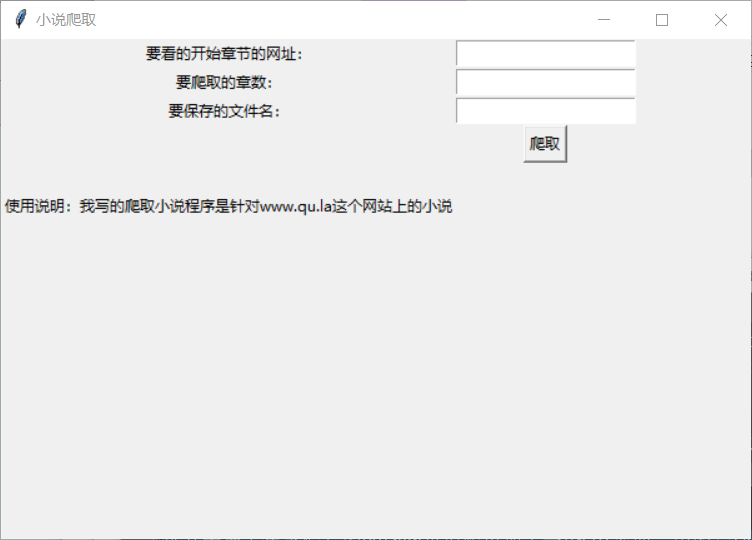 小说爬取
要看的开始章节的网址：
要爬取的章数：
要保存的文件名：
爬取
使用说明：我写的爬取小说程序是针对www.qu.la这个网站上的小说